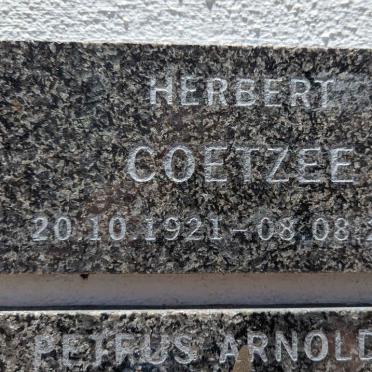 HERBERT
COETZEE
20.10.1921 - 08.08.
PETRUS ARNOLD